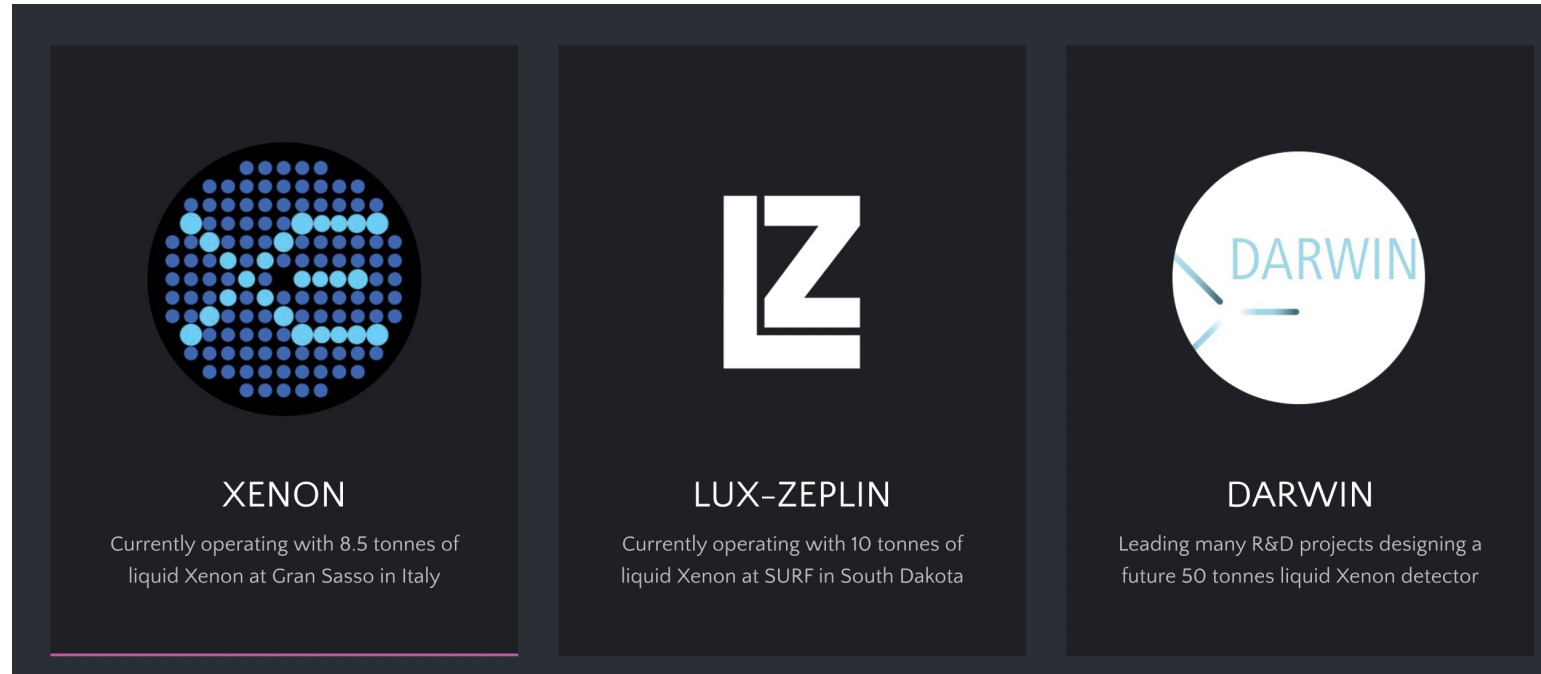 XE
LZ
DARWIN
XENON
Currently operating with 8.5 tonnes of
liquid Xenon at Gran Sasso in Italy
LUX-ZEPLIN
Currently operating with 10 tonnes of
liquid Xenon at SURF in South Dakota
DARWIN
Leading many R&D projects designing a
future 50 tonnes liquid Xenon detector